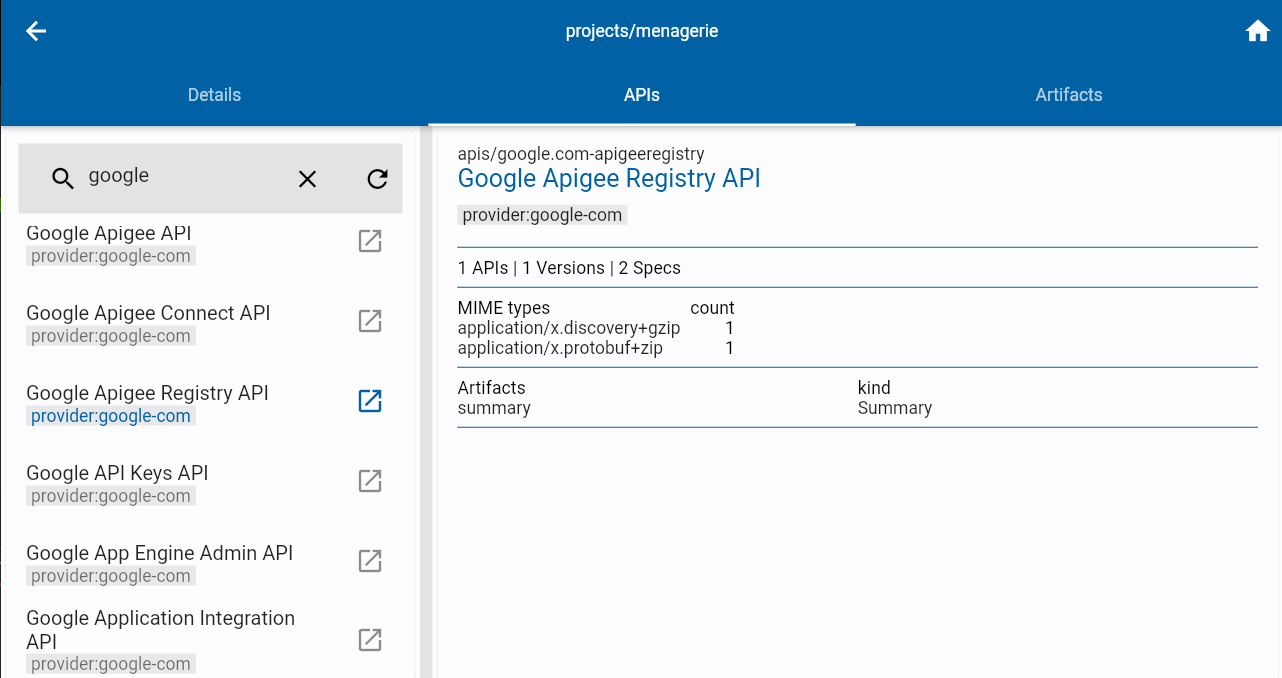 projects/menagerie
Details
APIs
Artifacts
google
Google Apigee API
provider:google-com
Google Apigee Connect API
provider:google-com
Google Apigee Registry API
provider:google-com
Google API Keys API
provider:google-com
Google App Engine Admin API
provider:google-com
Google Application Integration
API
provider:google-com
apis/google.com-apigeeregistry
Google Apigee Registry API
provider:google-com
1 APIs | 1 Versions | 2 Specs
MIME types count
application/x.discovery+gzip 1
application/x.protobuf+zip 1
Artifacts kind
summary Summary